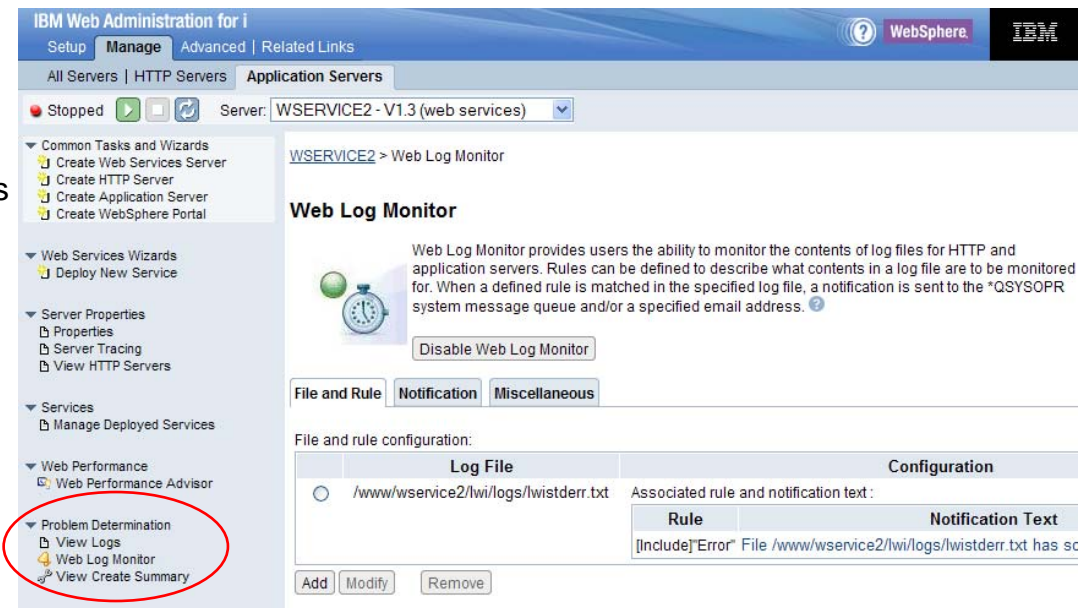 IBM Web Administration for i
WebSphere.
IBM
Setup Manage Advanced | Related Links
All Servers | HTTP Servers Application Servers
Stopped Server: WSERVICE2 - V1.3 (web services)
s
Common Tasks and Wizards
Create Web Services Server
Create HTTP Server
Create Application Server
Create WebSphere Portal
Web Services Wizards
Deploy New Service
Server Properties
Properties
Server Tracing
View HTTP Servers
Services
Manage Deployed Services
Web Performance
Web Performance Advisor
Problem Determination
View Logs
Web Log Monitor
View Create Summary
WSERVICE2 > Web Log Monitor
Web Log Monitor
Web Log Monitor provides users the ability to monitor the contents of log files for HTTP and
application servers. Rules can be defined to describe what contents in a log file are to be monitored
for. When a defined rule is matched in the specified log file, a notification is sent to the *QSYSOPR
system message queue and/or a specified email address.
Disable Web Log Monitor
File and Rule Notification Miscellaneous
File and rule configuration:
Log File Configuration
/www/wservice2/lwi/logs/lwistderr.txt Associated rule and notification text :
Rule Notification Text
[Include]"Error" File /www/wservice2/lwi/logs/lwistderr.txt has
Add Modify Remove